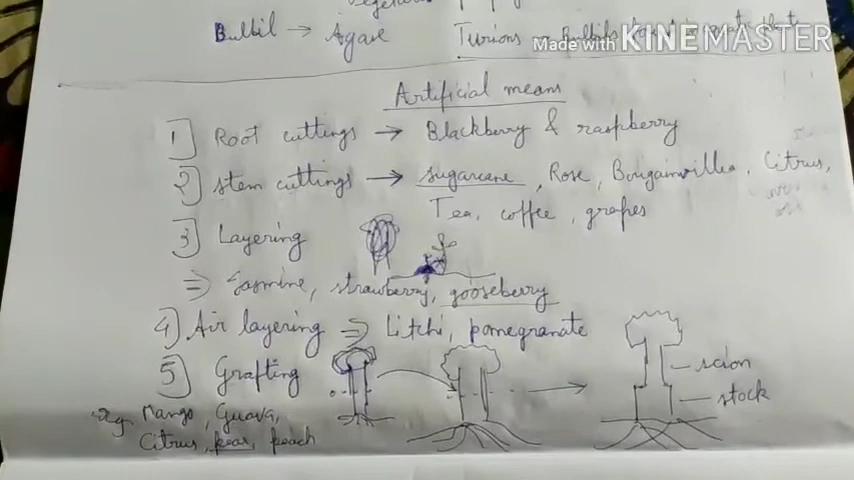 Bulbil → Agave Turions
Made with KINEMASTER
Artificial means
1] Root cuttings → Blackberry & raspberry
2] stem cuttings → sugarcane, Rose, Bougainvillea, Citrus,
Tea, coffee, grapes
3] Layering
⇒ Jasmine, strawberry, gooseberry
4] Air layering ⇒ Litchi, pomegranate
5] Grafting
scion
stock
eg. Mango, Guava,
Citrus, pear, peach